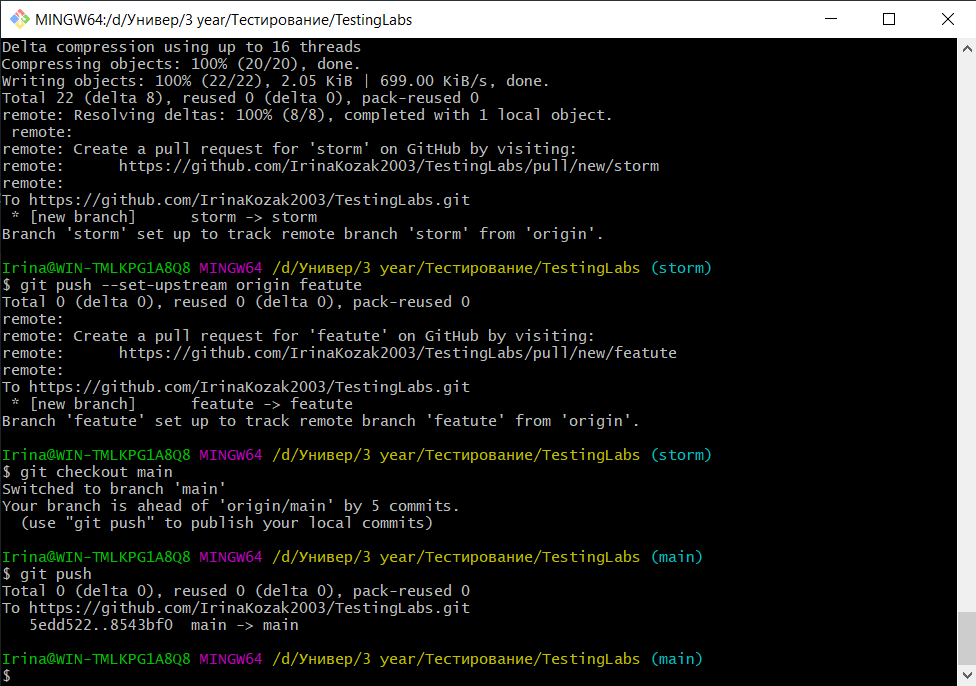 MINGW64:/d/Универ/3 year/Тестирование/TestingLabs
Delta compression using up to 16 threads
Compressing objects: 100% (20/20), done.
Writing objects: 100% (22/22), 2.05 KiB | 699.00 KiB/s, done.
Total 22 (delta 8), reused 0 (delta 0), pack-reused 0
remote: Resolving deltas: 100% (8/8), completed with 1 local object.
 remote:
remote: Create a pull request for 'storm' on GitHub by visiting:
remote:      https://github.com/IrinaKozak2003/TestingLabs/pull/new/storm
remote:
To https://github.com/IrinaKozak2003/TestingLabs.git
 * [new branch]      storm -> storm
Branch 'storm' set up to track remote branch 'storm' from 'origin'.
Irina@WIN-TMLKPG1A8Q8 MINGW64 /d/Универ/3 year/Тестирование/TestingLabs (storm)
$ git push --set-upstream origin featute
Total 0 (delta 0), reused 0 (delta 0), pack-reused 0
remote:
remote: Create a pull request for 'featute' on GitHub by visiting:
remote:      https://github.com/IrinaKozak2003/TestingLabs/pull/new/featute
remote:
To https://github.com/IrinaKozak2003/TestingLabs.git
 * [new branch]      featute -> featute
Branch 'featute' set up to track remote branch 'featute' from 'origin'.
Irina@WIN-TMLKPG1A8Q8 MINGW64 /d/Универ/3 year/Тестирование/TestingLabs (storm)
$ git checkout main
Switched to branch 'main'
Your branch is ahead of 'origin/main' by 5 commits.
  (use "git push" to publish your local commits)
Irina@WIN-TMLKPG1A8Q8 MINGW64 /d/Универ/3 year/Тестирование/TestingLabs (main)
$ git push
Total 0 (delta 0), reused 0 (delta 0), pack-reused 0
To https://github.com/IrinaKozak2003/TestingLabs.git
   5edd522..8543bf0  main -> main
Irina@WIN-TMLKPG1A8Q8 MINGW64 /d/Универ/3 year/Тестирование/TestingLabs (main)
$